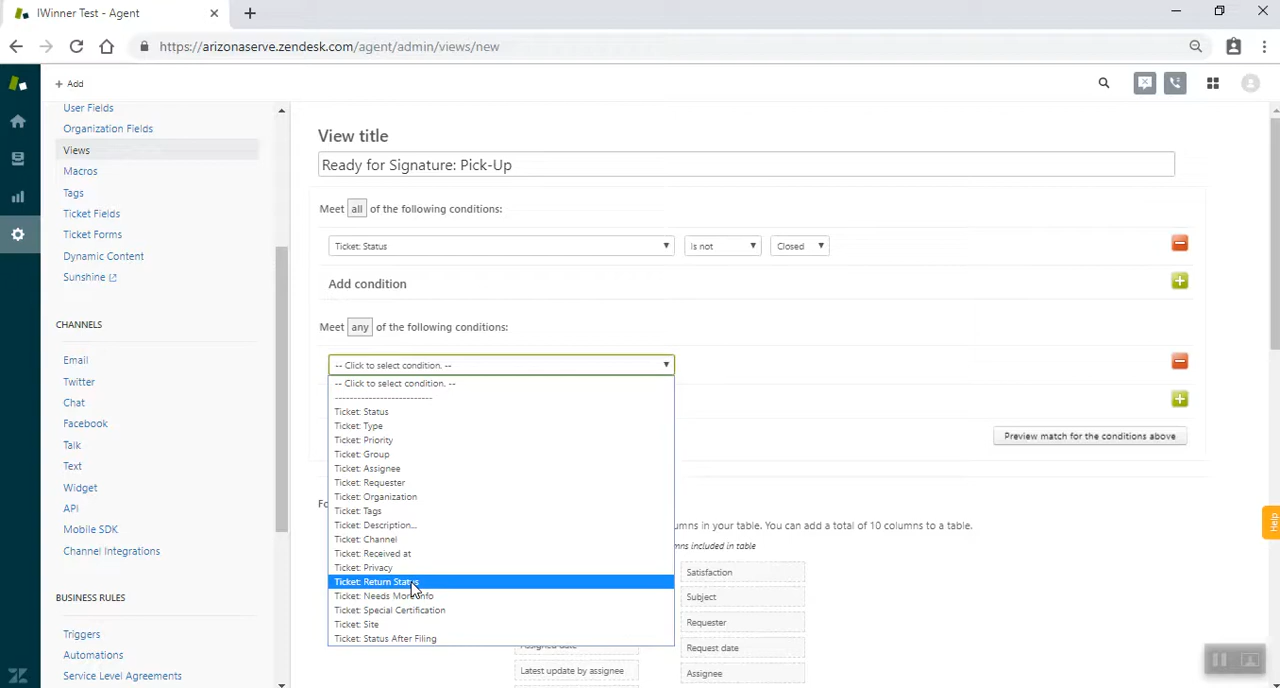 IWinner Test - Agent
https://arizonaserve.zendesk.com/agent/admin/views/new
+ Add
User Fields
Organization Fields
Views
Macros
Tags
Ticket Fields
Ticket Forms
Dynamic Content
Sunshine
CHANNELS
Email
Twitter
Chat
Facebook
Talk
Text
Widget
API
Mobile SDK
Channel Integrations
BUSINESS RULES
Triggers
Automations
Service Level Agreements
View title
Ready for Signature: Pick-Up
Meet all of the following conditions:
Ticket: Status is not Closed
Add condition
Meet any of the following conditions:
-- Click to select condition. --
-- Click to select condition. --
---------------------------
Ticket: Status
Ticket: Type
Ticket: Priority
Ticket: Group
Ticket: Assignee
Ticket: Requester
Ticket: Organization
Ticket: Tags
Ticket: Description...
Ticket: Channel
Ticket: Received at
Ticket: Privacy
Ticket: Return Status
Ticket: Needs More Info
Ticket: Special Certification
Ticket: Site
Ticket: Status After Filing
Preview match for the conditions above
in your table. You can add a total of 10 columns to a table.
included in table
Satisfaction
Subject
Requester
Request date
Assignee
Latest update by assignee
Help